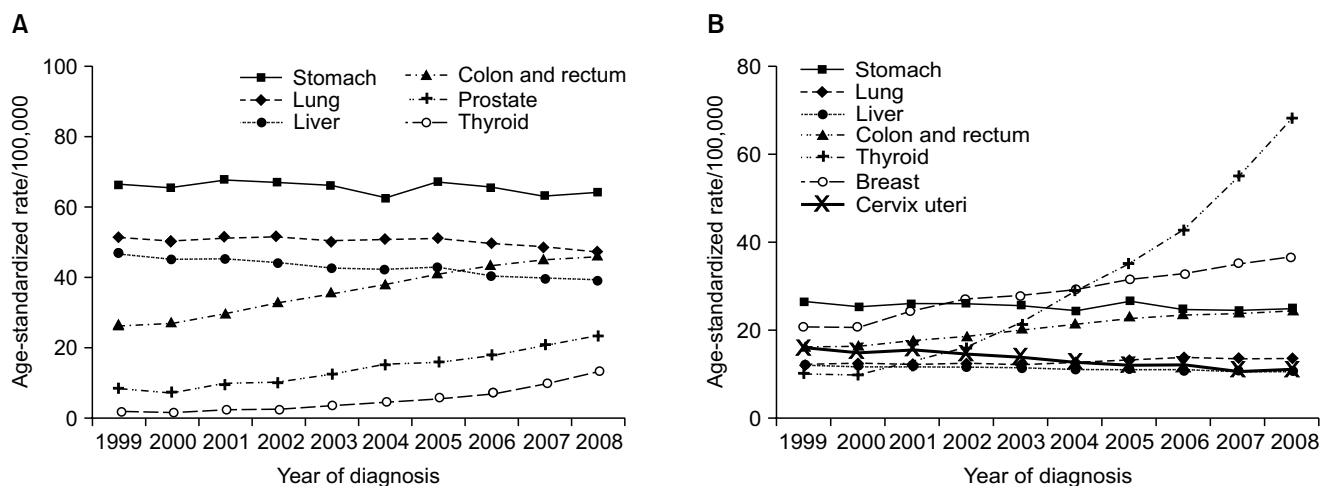 A
Age-standardized rate/100,000
100
80
60
40
20
0
Stomach
Lung
Liver
Colon and rectum
Prostate
Thyroid
1999 2000 2001 2002 2003 2004 2005 2006 2007 2008
Year of diagnosis
B
Age-standardized rate/100,000
80
60
40
20
0
Stomach
Lung
Liver
Colon and rectum
Thyroid
Breast
Cervix uteri
1999 2000 2001 2002 2003 2004 2005 2006 2007 2008
Year of diagnosis